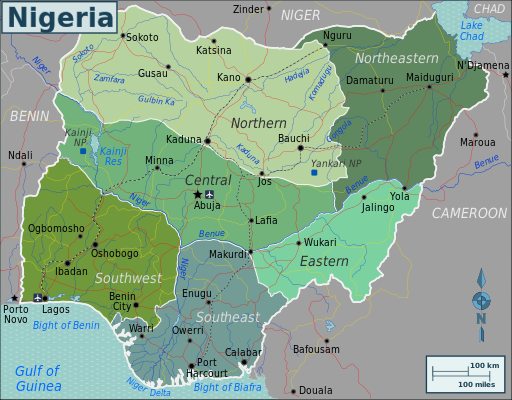 Nigeria
Zinder
NIGER
CHAD
Lake
Chad
Sokoto
Sokoto
Katsina
Nguru
Northeastern
Niger
Gusau
Kano
Hadejia
Komadugu
Damaturu
Maiduguri
N'Djamena
Zamfara
Gulbin Ka
BENIN
Kainji
NP
Kainji
Res
Northern
Kaduna
Bauchi
Gongola
Maroua
Ndali
Minna
Kaduna
Yankari NP
Benue
Central
Jos
Benue
Abuja
Yola
Niger
Jalingo
CAMEROON
Lafia
Ogbomosho
Benue
Wukari
Oshobogo
Makurdi
Eastern
Ibadan
Niger
Southwest
Enugu
Benin
City
Southeast
Porto
Novo
Lagos
Bight of Benin
Warri
Owerri
Calabar
Bafousam
N
Gulf of
Guinea
Port
Harcourt
100 km
100 miles
Niger Delta
Bight of Biafra
Douala